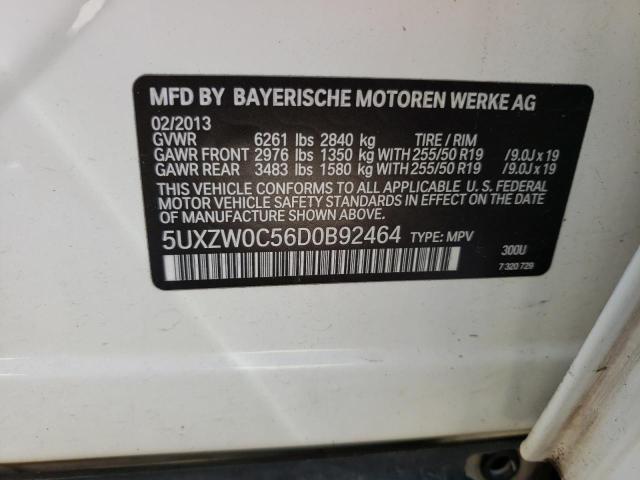 MFD BY BAYERISCHE MOTOREN WERKE AG
02/2013
GVWR 6261 lbs 2840 kg TIRE / RIM
GAWR FRONT 2976 lbs 1350 kg WITH 255/50 R19 / 9.0J x 19
GAWR REAR 3483 lbs 1580 kg WITH 255/50 R19 / 9.0J x 19
THIS VEHICLE CONFORMS TO ALL APPLICABLE U. S. FEDERAL
MOTOR VEHICLE SAFETY STANDARDS IN EFFECT ON THE
DATE OF MANUFACTURE SHOWN ABOVE.
5UXZW0C56D0B92464 TYPE: MPV
300U
7 320 729